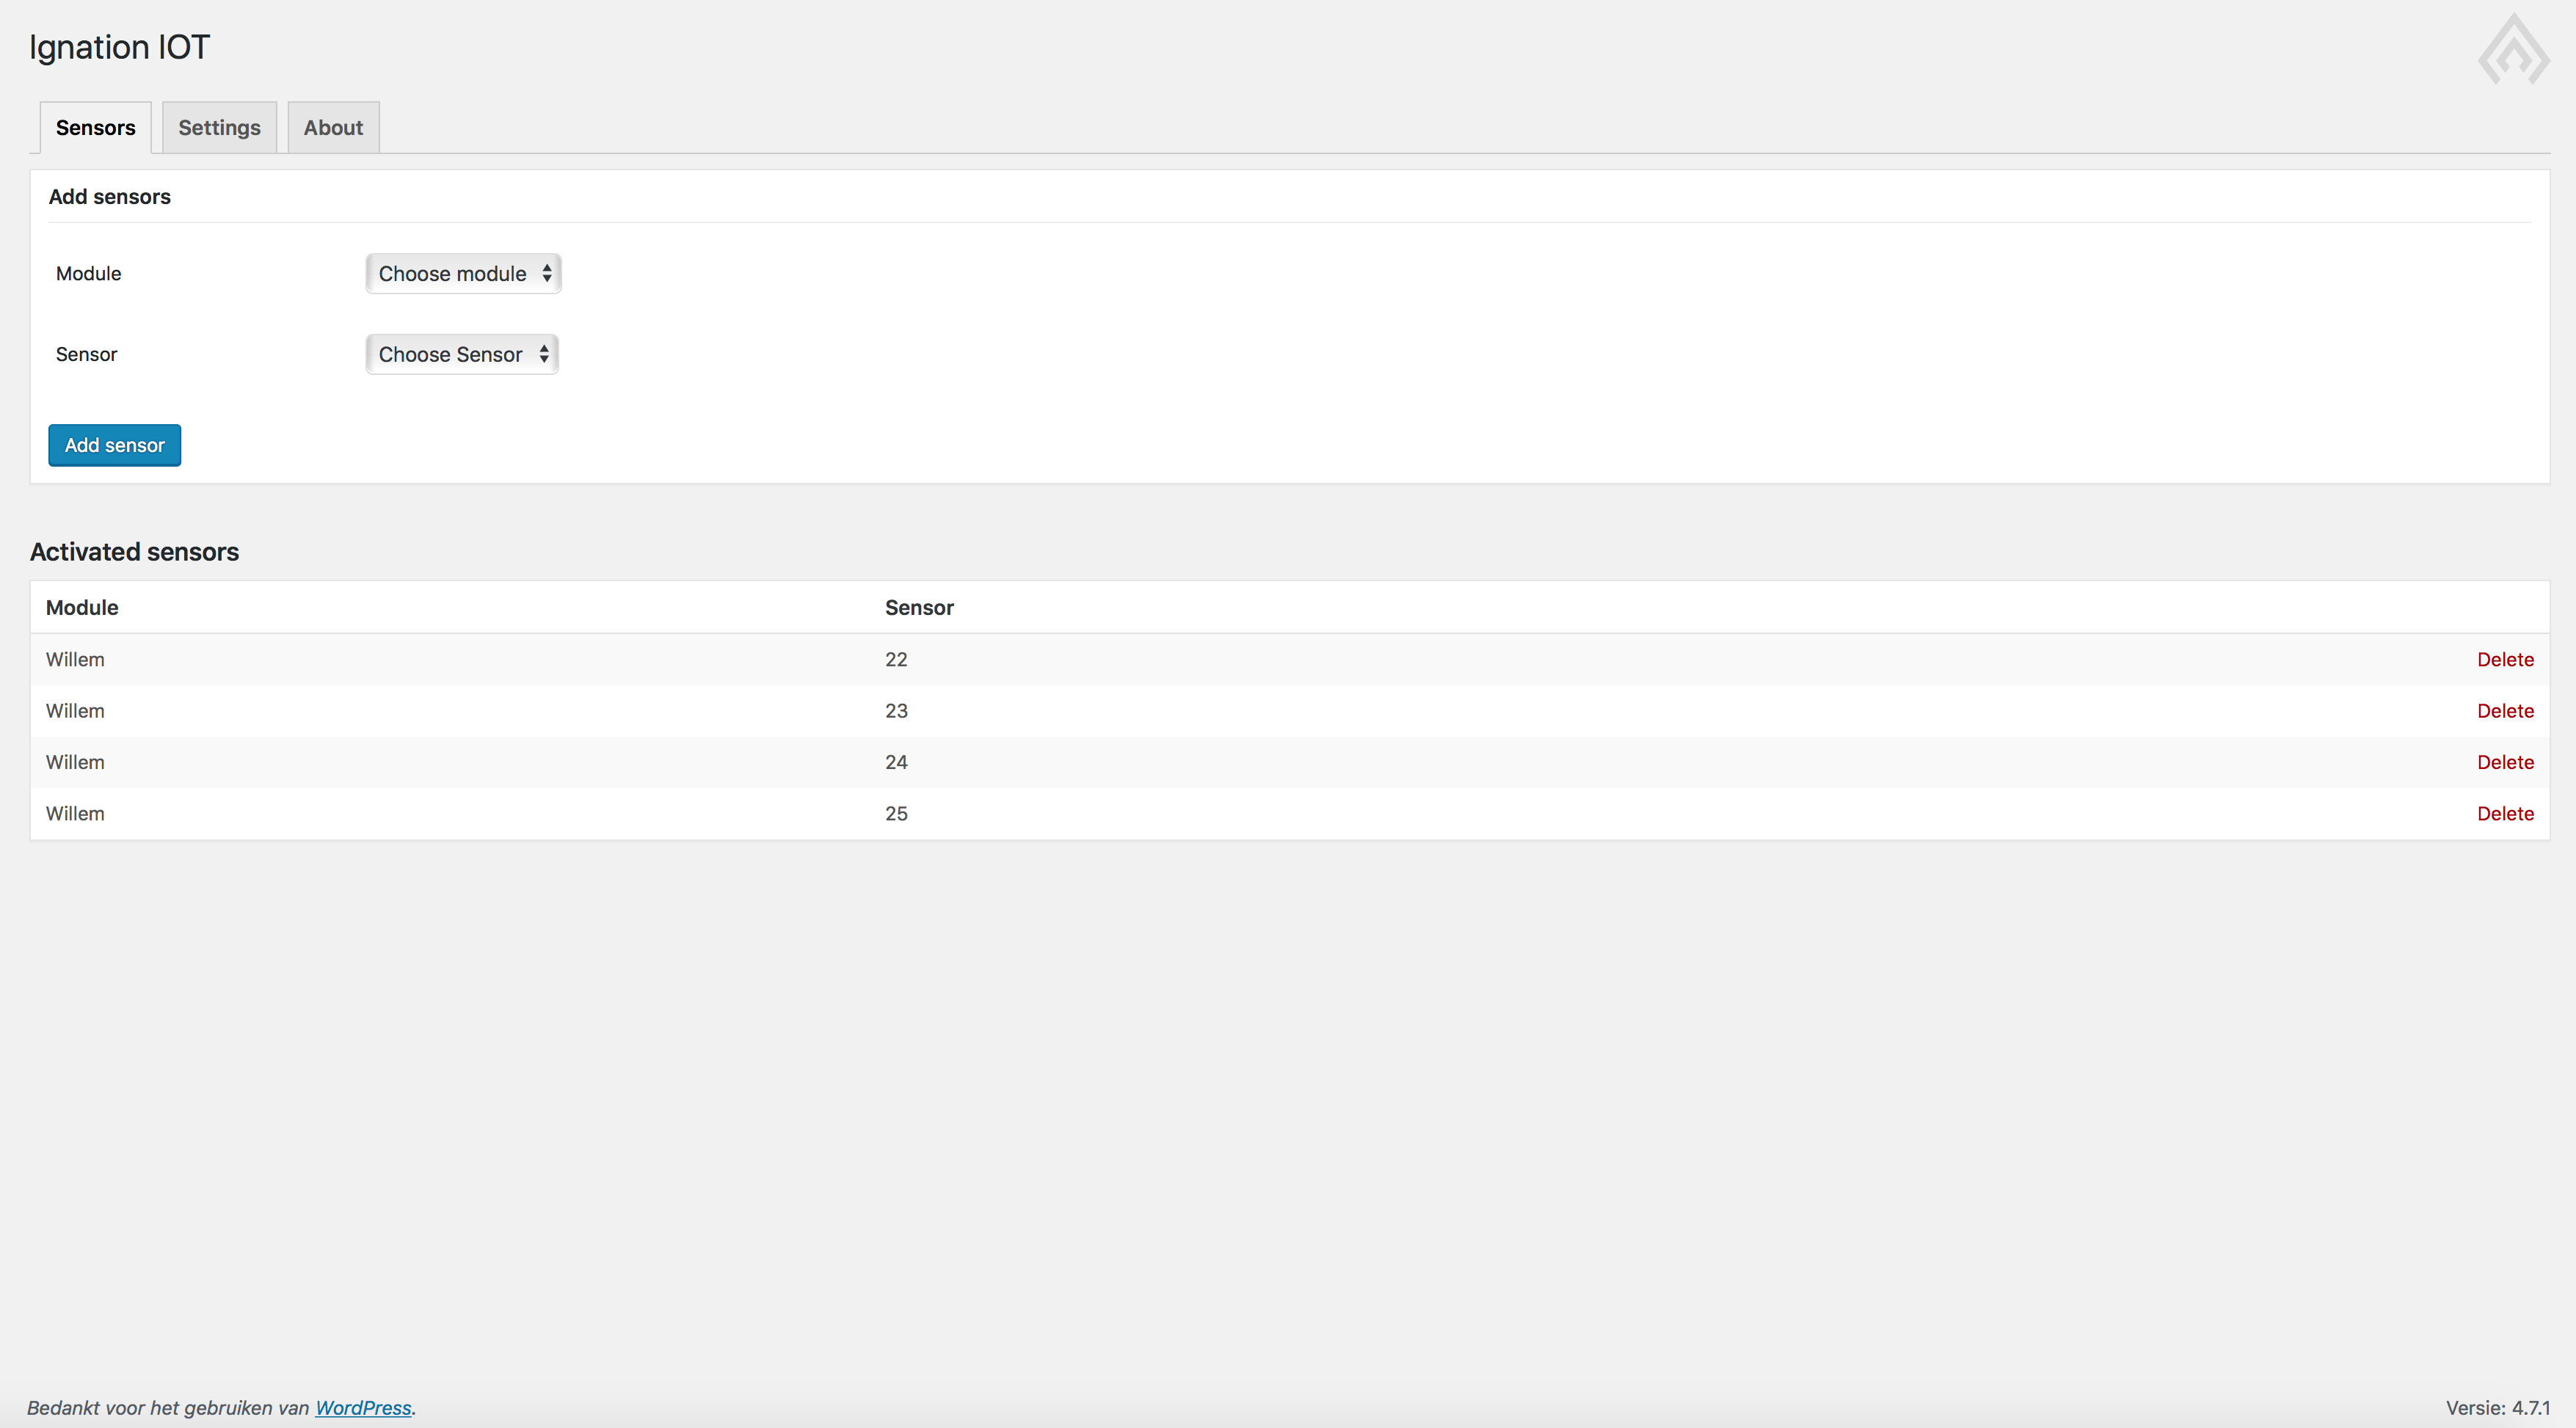 Ignation IOT
Sensors Settings About
Add sensors
Module Choose module
Sensor Choose Sensor
Add sensor
Activated sensors
Module Sensor
Willem 22 Delete
Willem 23 Delete
Willem 24 Delete
Willem 25 Delete
Bedankt voor het gebruiken van WordPress. Versie: 4.7.1